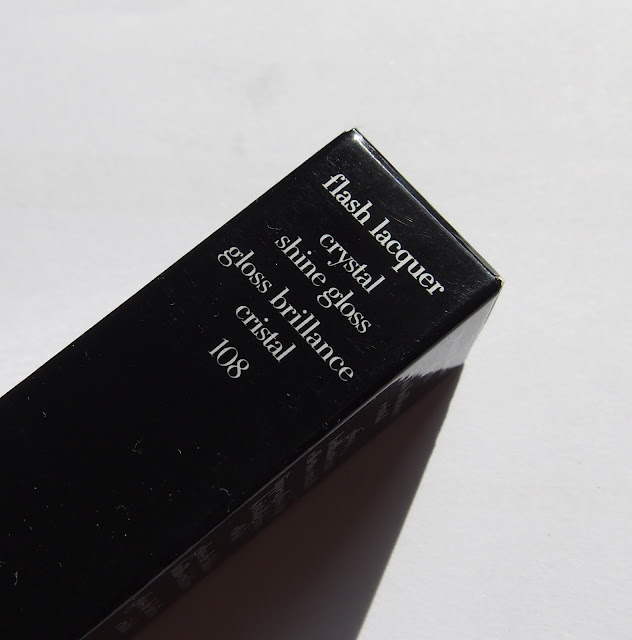 flash lacquer
crystal
shine gloss
gloss brillance
cristal
108